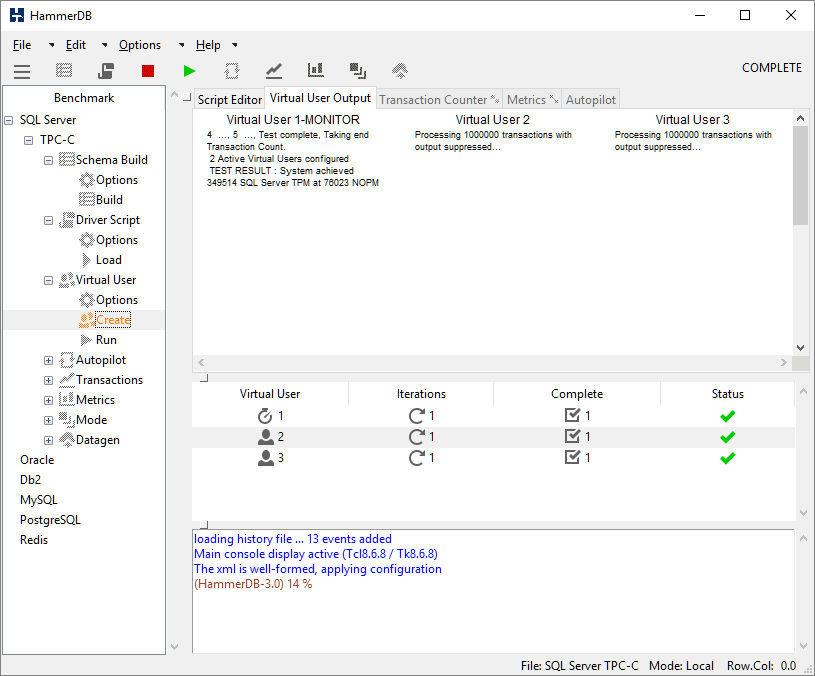 HammerDB
File Edit Options Help
COMPLETE
Benchmark
SQL Server
TPC-C
Schema Build
Options
Build
Driver Script
Options
Load
Virtual User
Options
Create
Run
Autopilot
Transactions
Metrics
Mode
Datagen
Oracle
Db2
MySQL
PostgreSQL
Redis
Script Editor Virtual User Output Transaction Counter Metrics Autopilot
Virtual User 1-MONITOR
4 ..., 5 ..., Test complete, Taking end
Transaction Count.
2 Active Virtual Users configured
TEST RESULT : System achieved
349514 SQL Server TPM at 76023 NOPM
Virtual User 2
Processing 1000000 transactions with
output suppressed...
Virtual User 3
Processing 1000000 transactions with
output suppressed...
Virtual User Iterations Complete Status
1 1 1
2 1 1
3 1 1
loading history file ... 13 events added
Main console display active (Tcl8.6.8 / Tk8.6.8)
The xml is well-formed, applying configuration
(HammerDB-3.0) 14 %
File: SQL Server TPC-C Mode: Local Row.Col: 0.0